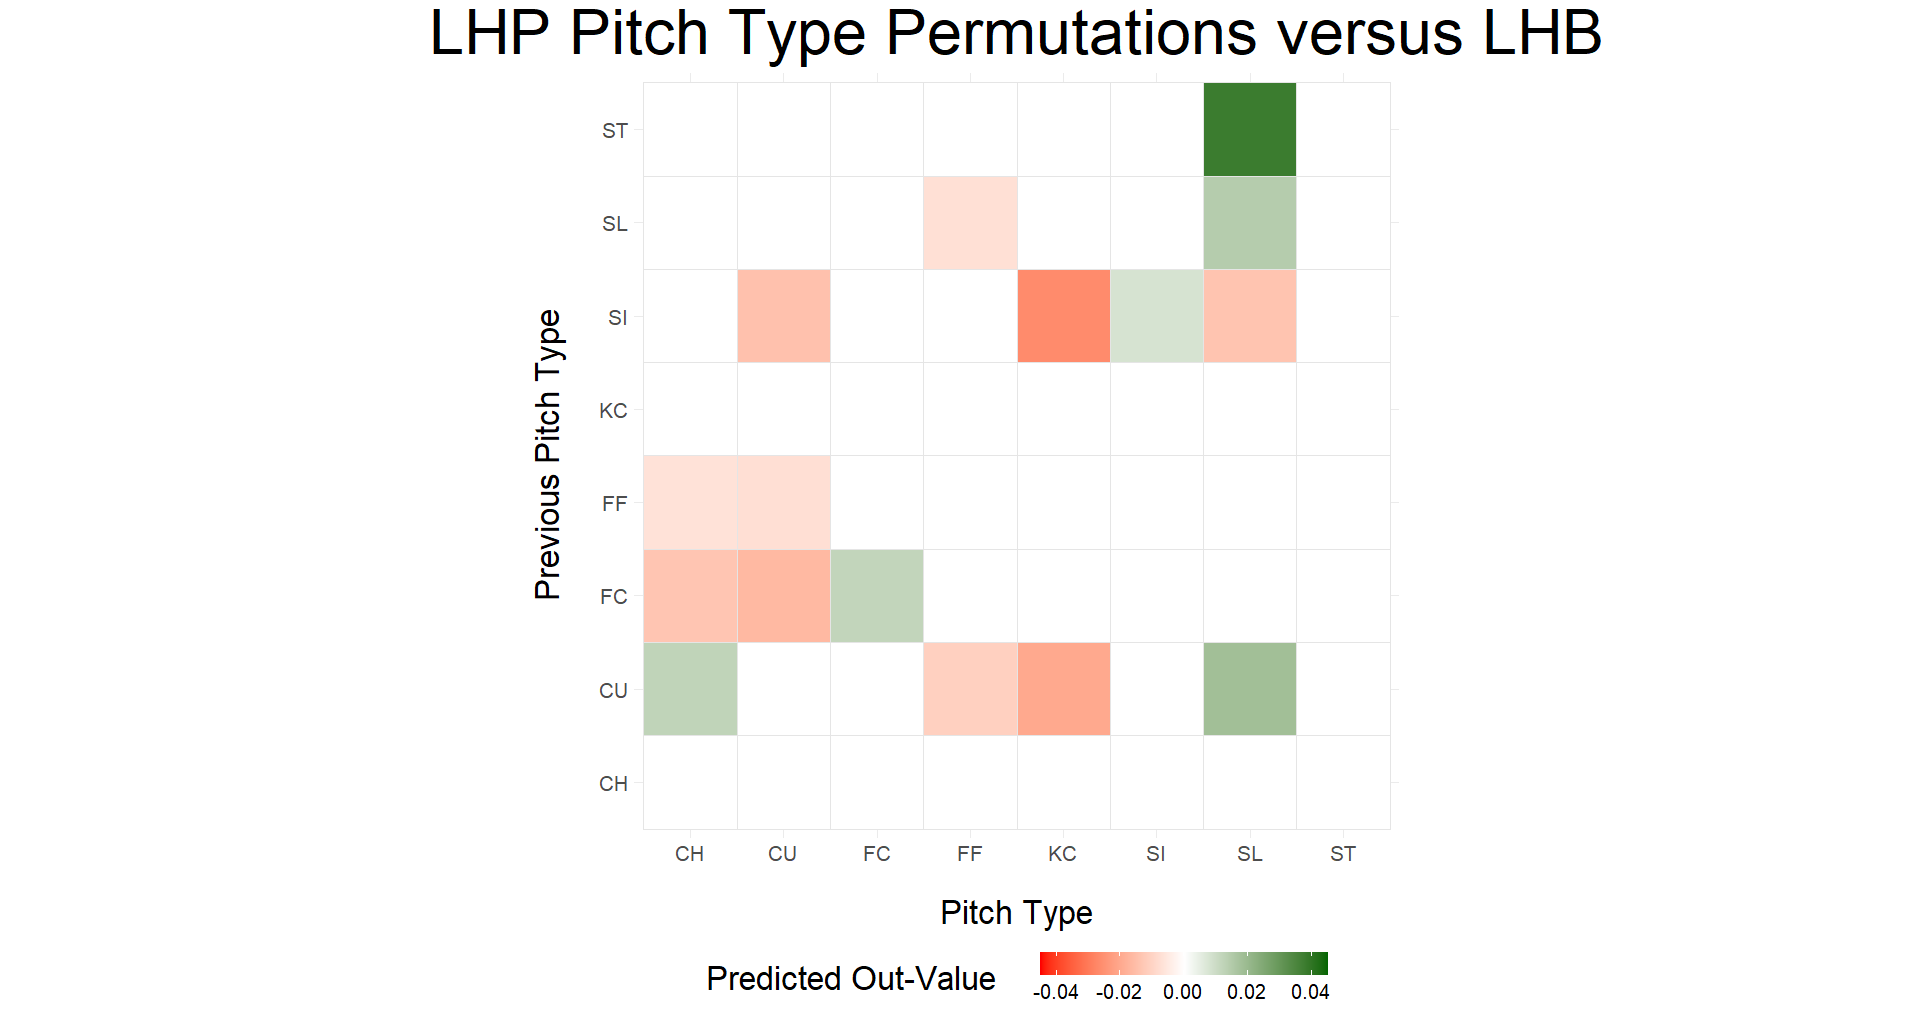 LHP Pitch Type Permutations versus LHB
Previous Pitch Type
ST
SL
SI
KC
FF
FC
CU
CH
CH CU FC FF KC SI SL ST
Pitch Type
Predicted Out-Value
-0.04 -0.02 0.00 0.02 0.04